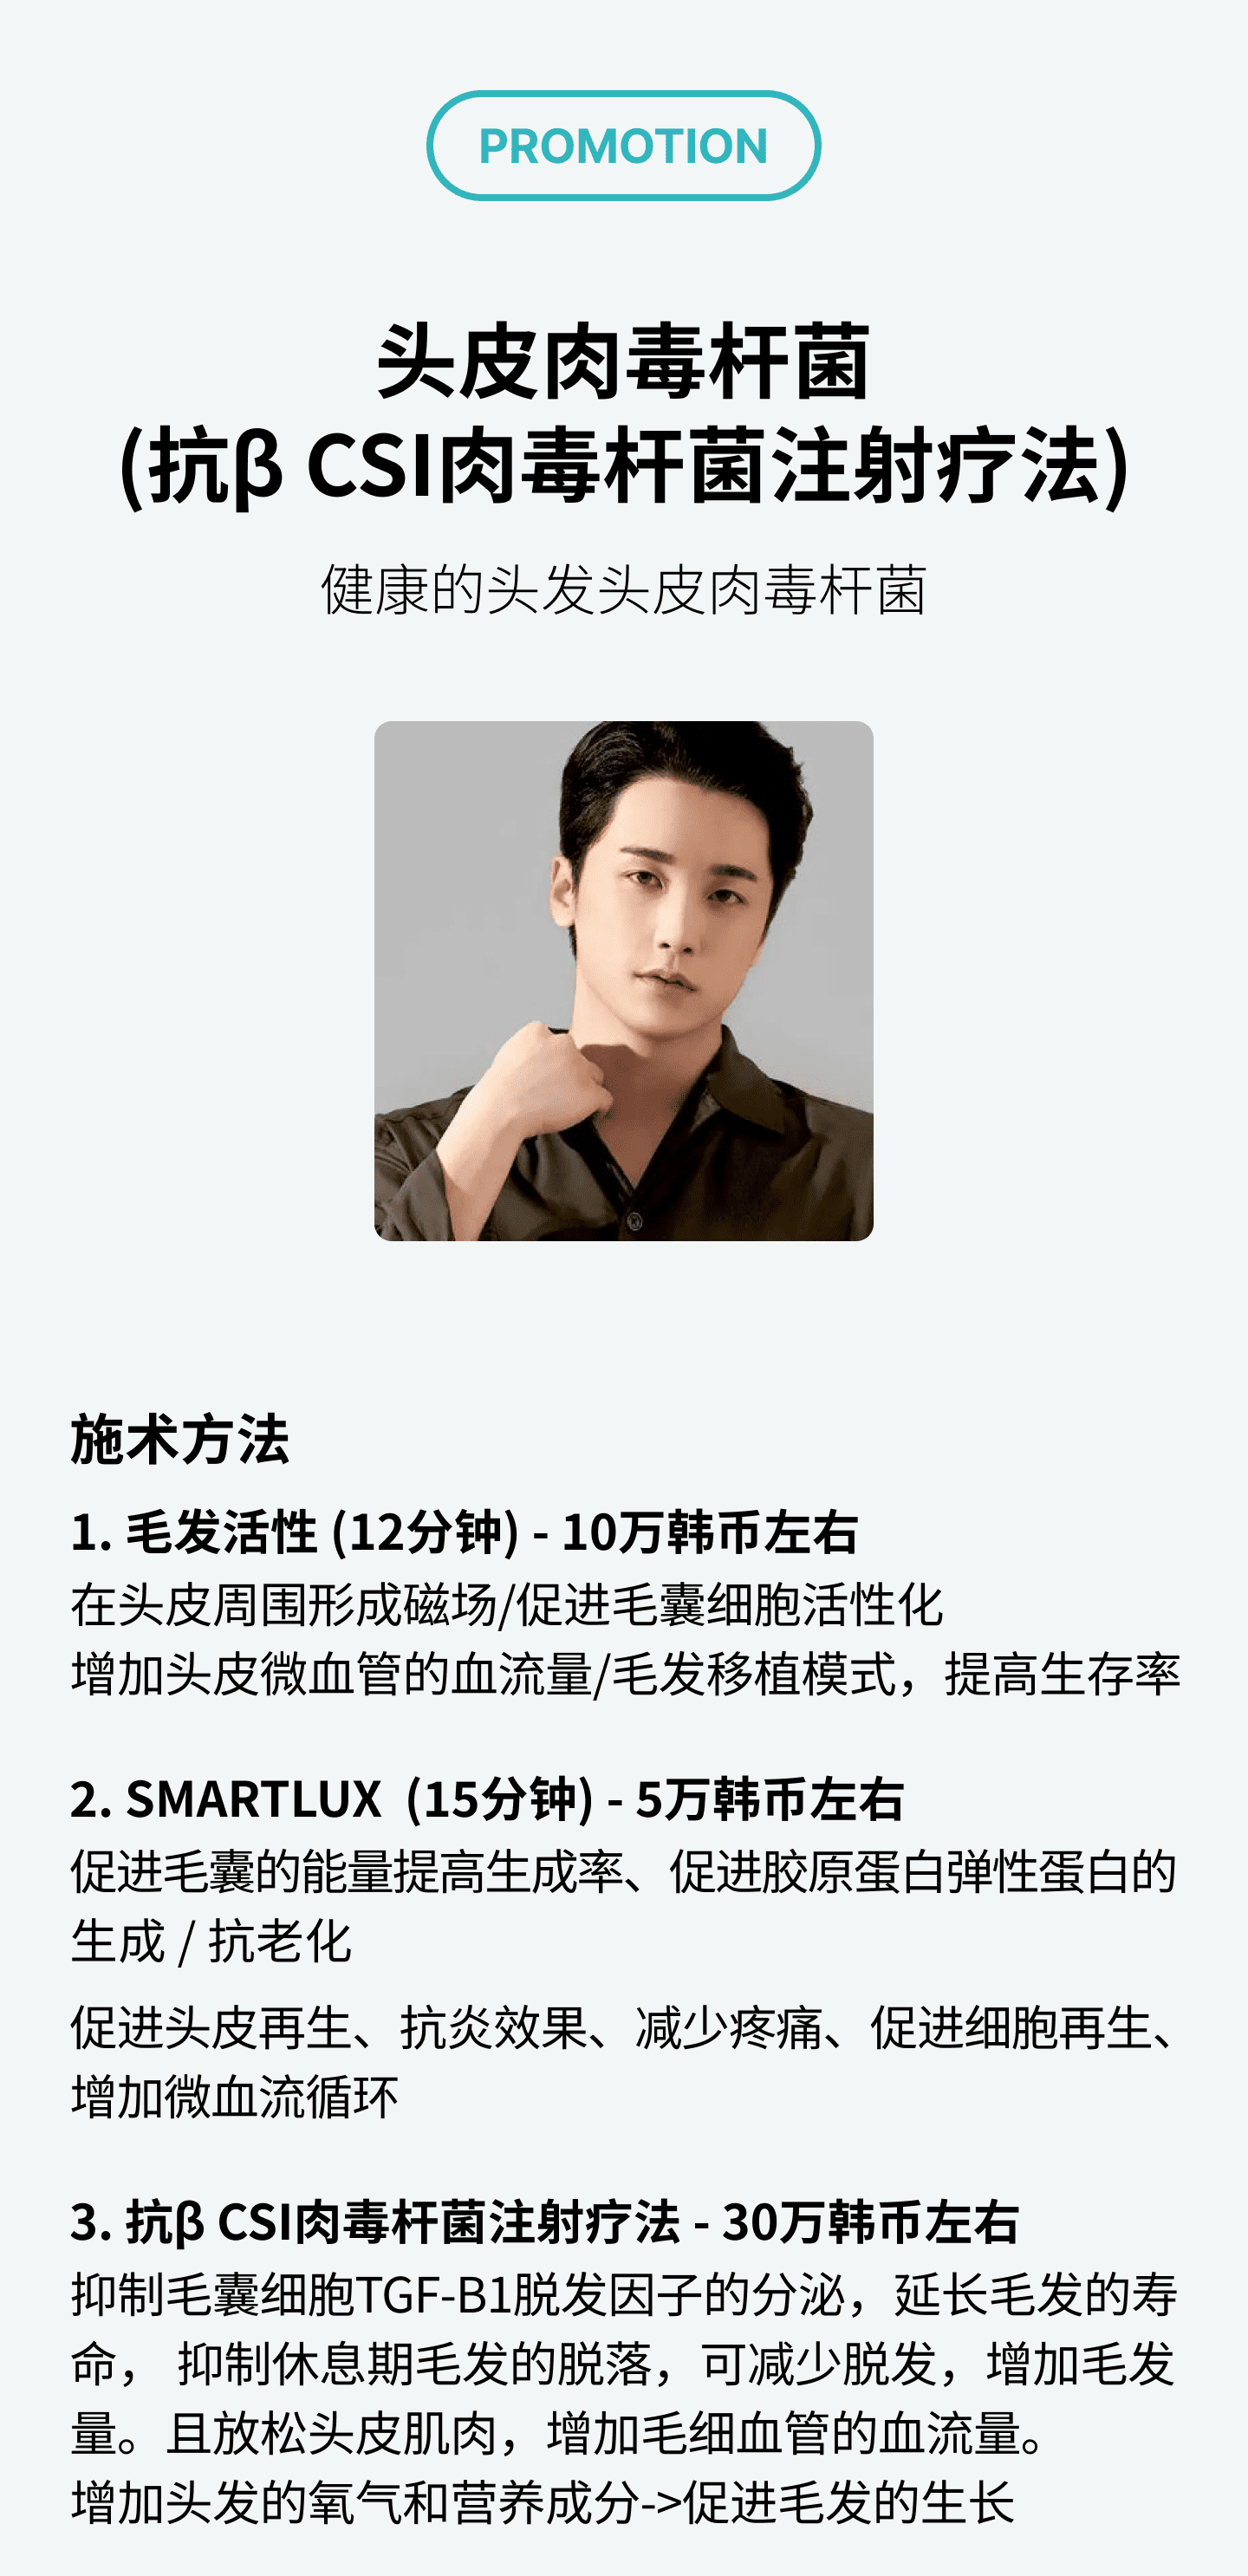 PROMOTION
头皮肉毒杆菌
(抗β CSI肉毒杆菌注射疗法)
健康的头发头皮肉毒杆菌
施术方法
1. 毛发活性 (12分钟) - 10万韩币左右
在头皮周围形成磁场/促进毛囊细胞活性化
增加头皮微血管的血流量/毛发移植模式，提高生存率
2. SMARTLUX (15分钟) - 5万韩币左右
促进毛囊的能量提高生成率、促进胶原蛋白弹性蛋白的
生成 / 抗老化
促进头皮再生、抗炎效果、减少疼痛、促进细胞再生、
增加微血流循环
3. 抗β CSI肉毒杆菌注射疗法 - 30万韩币左右
抑制毛囊细胞TGF-B1脱发因子的分泌，延长毛发的寿
命， 抑制休息期毛发的脱落，可减少脱发，增加毛发
量。且放松头皮肌肉，增加毛细血管的血流量。
增加头发的氧气和营养成分->促进毛发的生长